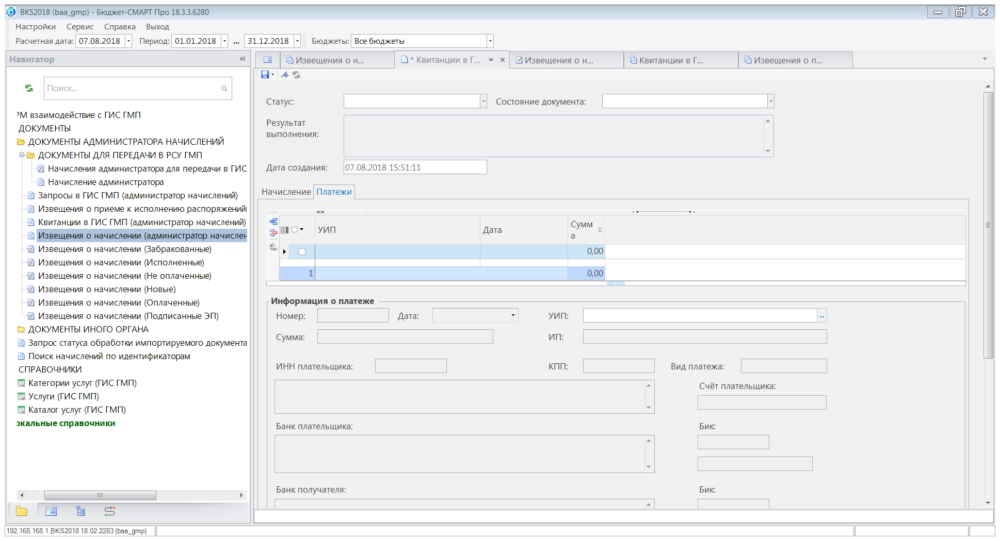 BKS2018 (baa_gmp) - Бюджет-СМАРТ Про 18.3.3.6280
Настройки Сервис Справка Выход
Расчетная дата: 07.08.2018 Период: 01.01.2018 ... 31.12.2018 Бюджеты: Все бюджеты
Навигатор «
Извещения о н...
* Квитанции в Г...
Извещения о н...
Квитанции в Г...
Извещения о п...
Поиск...
РМ взаимодействие с ГИС ГМП
ДОКУМЕНТЫ
ДОКУМЕНТЫ АДМИНИСТРАТОРА НАЧИСЛЕНИЙ
ДОКУМЕНТЫ ДЛЯ ПЕРЕДАЧИ В РСУ ГМП
Начисления администратора для передачи в ГИС
Начисление администратора
Запросы в ГИС ГМП (администратор начислений)
Извещения о приеме к исполнению распоряжений
Квитанции в ГИС ГМП (администратор начислений)
Извещения о начислении (администратор начислен
Извещения о начислении (Забракованные)
Извещения о начислении (Исполненные)
Извещения о начислении (Не оплаченные)
Извещения о начислении (Новые)
Извещения о начислении (Оплаченные)
Извещения о начислении (Подписанные ЭП)
ДОКУМЕНТЫ ИНОГО ОРГАНА
Запрос статуса обработки импортируемого документа
Поиск начислений по идентификаторам
СПРАВОЧНИКИ
Категории услуг (ГИС ГМП)
Услуги (ГИС ГМП)
Каталог услуг (ГИС ГМП)
окальные справочники
Статус: Состояние документа:
Результат
выполнения:
Дата создания: 07.08.2018 15:51:11
Начисление Платежи
УИП Дата Сумм
а Σ
ab
ac
0,00
1 0,00
Информация о платеже
Номер: Дата: УИП: ...
Сумма: ИП:
ИНН плательщика: КПП: Вид платежа:
Счёт плательщика:
Банк плательщика: Бик:
Банк получателя: Бик:
192.168.168.1.BKS2018 18.02.2283 (baa_gmp)